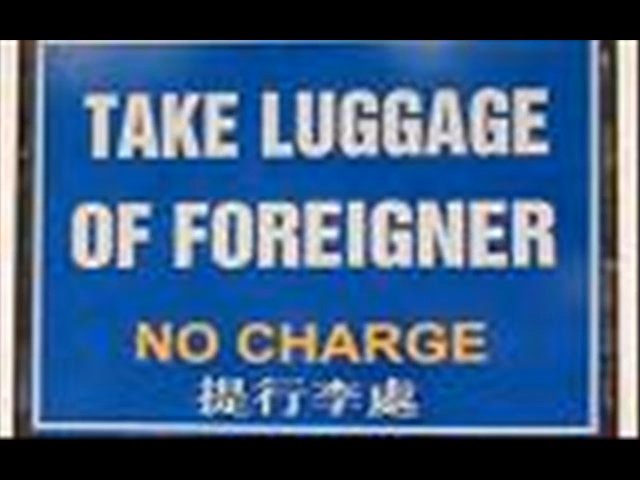 TAKE LUGGAGE
OF FOREIGNER
NO CHARGE
提行李處